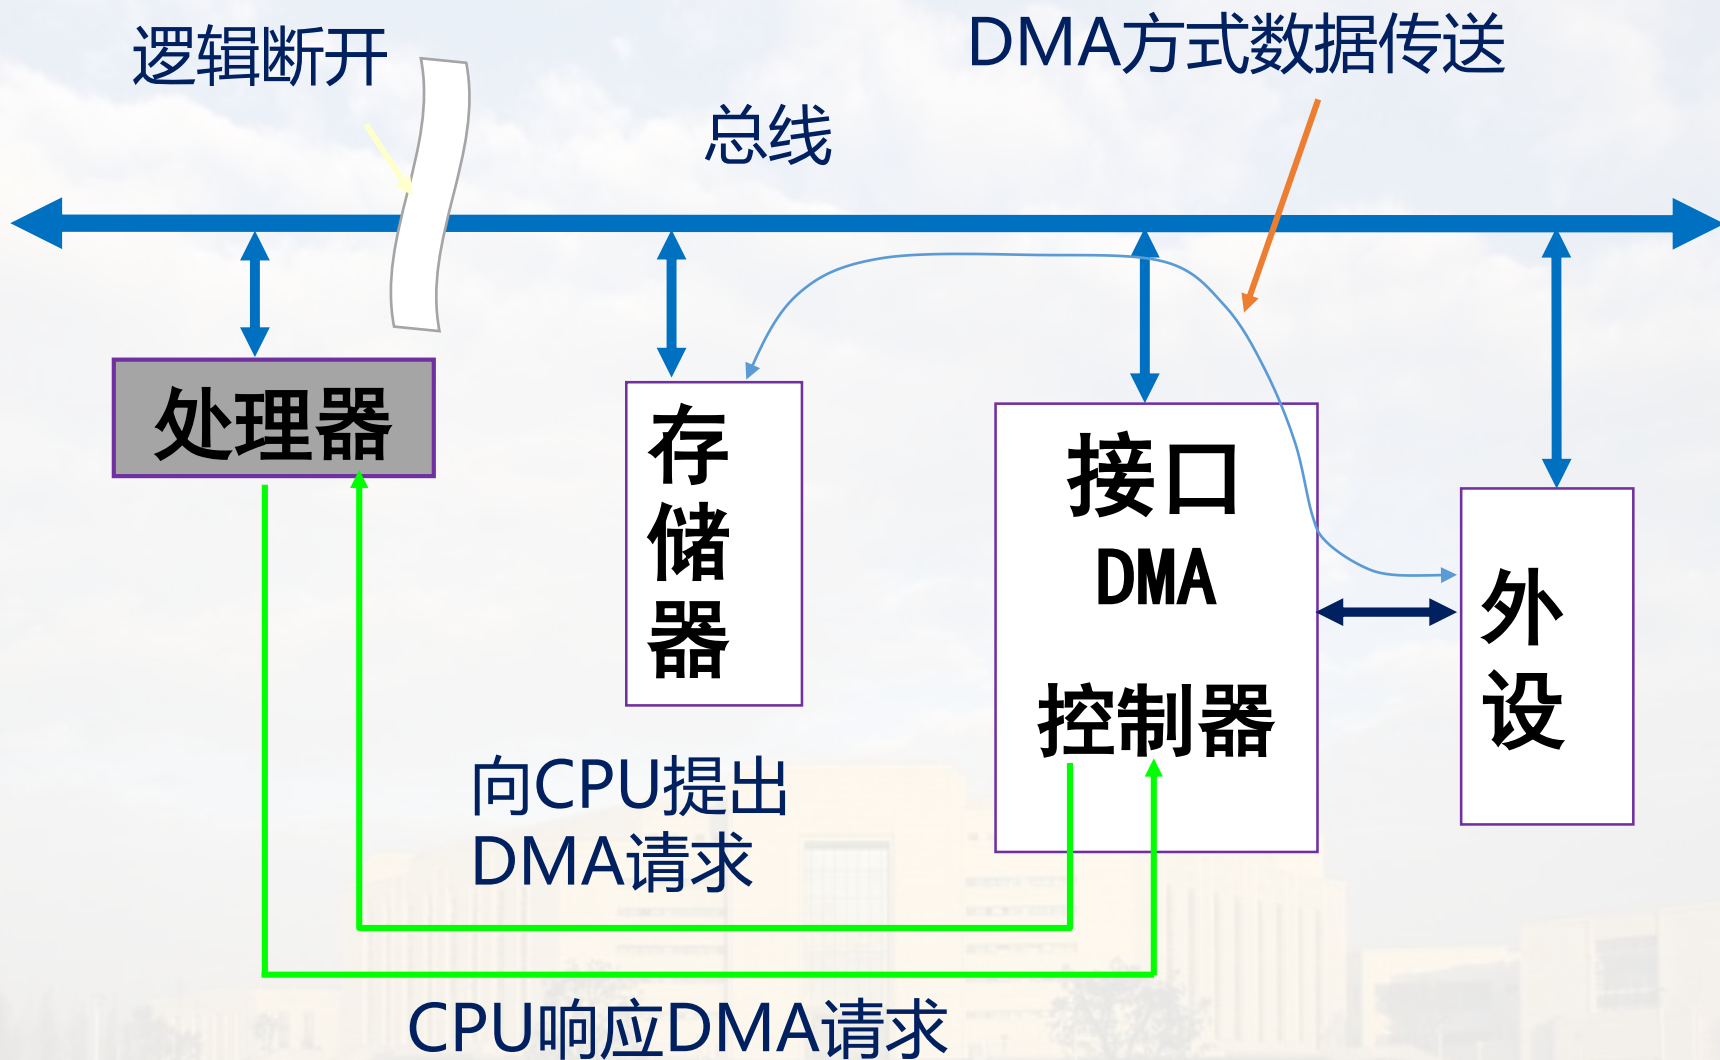 逻辑断开
DMA方式数据传送
总线
处理器
存
储
器
接口
DMA
控制器
外
设
向CPU提出
DMA请求
CPU响应DMA请求